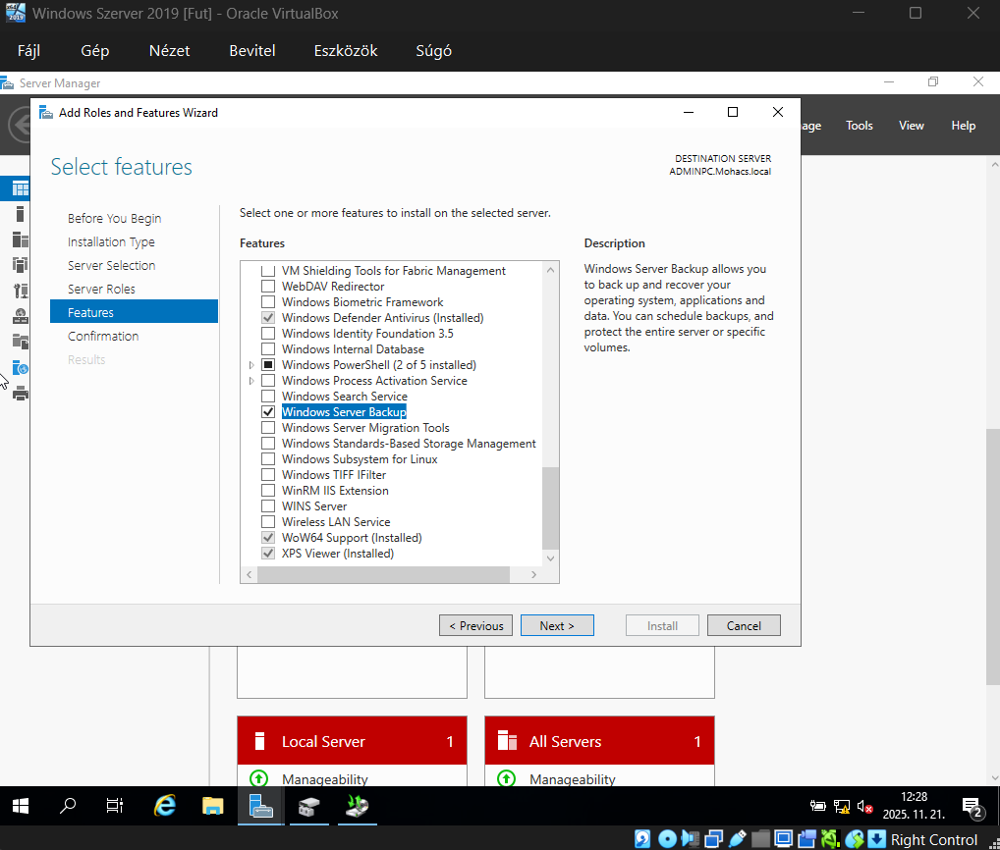 Windows Szerver 2019 [Fut] - Oracle VirtualBox
Fájl Gép Nézet Bevitel Eszközök Súgó
Server Manager
Add Roles and Features Wizard
age Tools View Help
Select features
DESTINATION SERVER
ADMINPC.Mohacs.local
Before You Begin
Installation Type
Server Selection
Server Roles
Features
Confirmation
Results
Select one or more features to install on the selected server.
Features
VM Shielding Tools for Fabric Management
WebDAV Redirector
Windows Biometric Framework
Windows Defender Antivirus (Installed)
Windows Identity Foundation 3.5
Windows Internal Database
Windows PowerShell (2 of 5 installed)
Windows Process Activation Service
Windows Search Service
Windows Server Backup
Windows Server Migration Tools
Windows Standards-Based Storage Management
Windows Subsystem for Linux
Windows TIFF IFilter
WinRM IIS Extension
WINS Server
Wireless LAN Service
WoW64 Support (Installed)
XPS Viewer (Installed)
Description
Windows Server Backup allows you
to back up and recover your
operating system, applications and
data. You can schedule backups, and
protect the entire server or specific
volumes.
< Previous Next > Install Cancel
Local Server 1
Manageability
All Servers 1
Manageability
12:28
2025. 11. 21.
2
Right Control